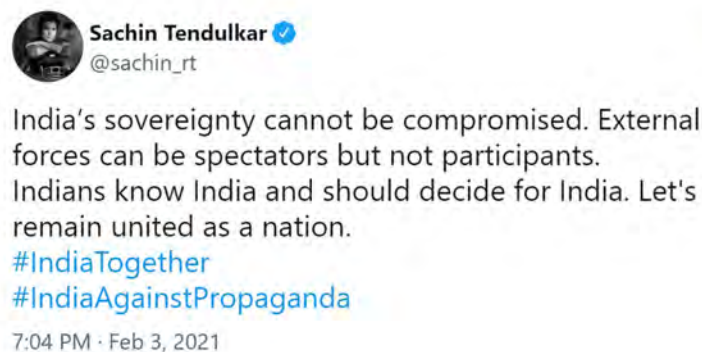 Sachin Tendulkar
@sachin_rt
India's sovereignty cannot be compromised. External
forces can be spectators but not participants.
Indians know India and should decide for India. Let's
remain united as a nation.
#IndiaTogether
#IndiaAgainstPropaganda
7:04 PM · Feb 3, 2021